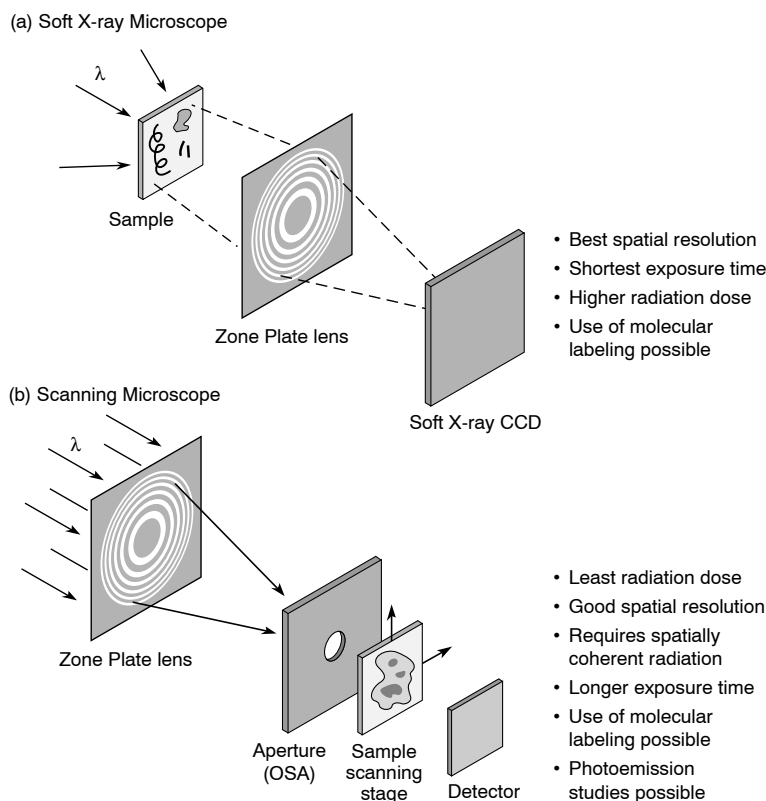 (a) Soft X-ray Microscope
λ
Sample
Zone Plate lens
Soft X-ray CCD
• Best spatial resolution
• Shortest exposure time
• Higher radiation dose
• Use of molecular
labeling possible
(b) Scanning Microscope
λ
Zone Plate lens
Aperture
(OSA)
Sample
scanning
stage
Detector
• Least radiation dose
• Good spatial resolution
• Requires spatially
coherent radiation
• Longer exposure time
• Use of molecular
labeling possible
• Photoemission
studies possible